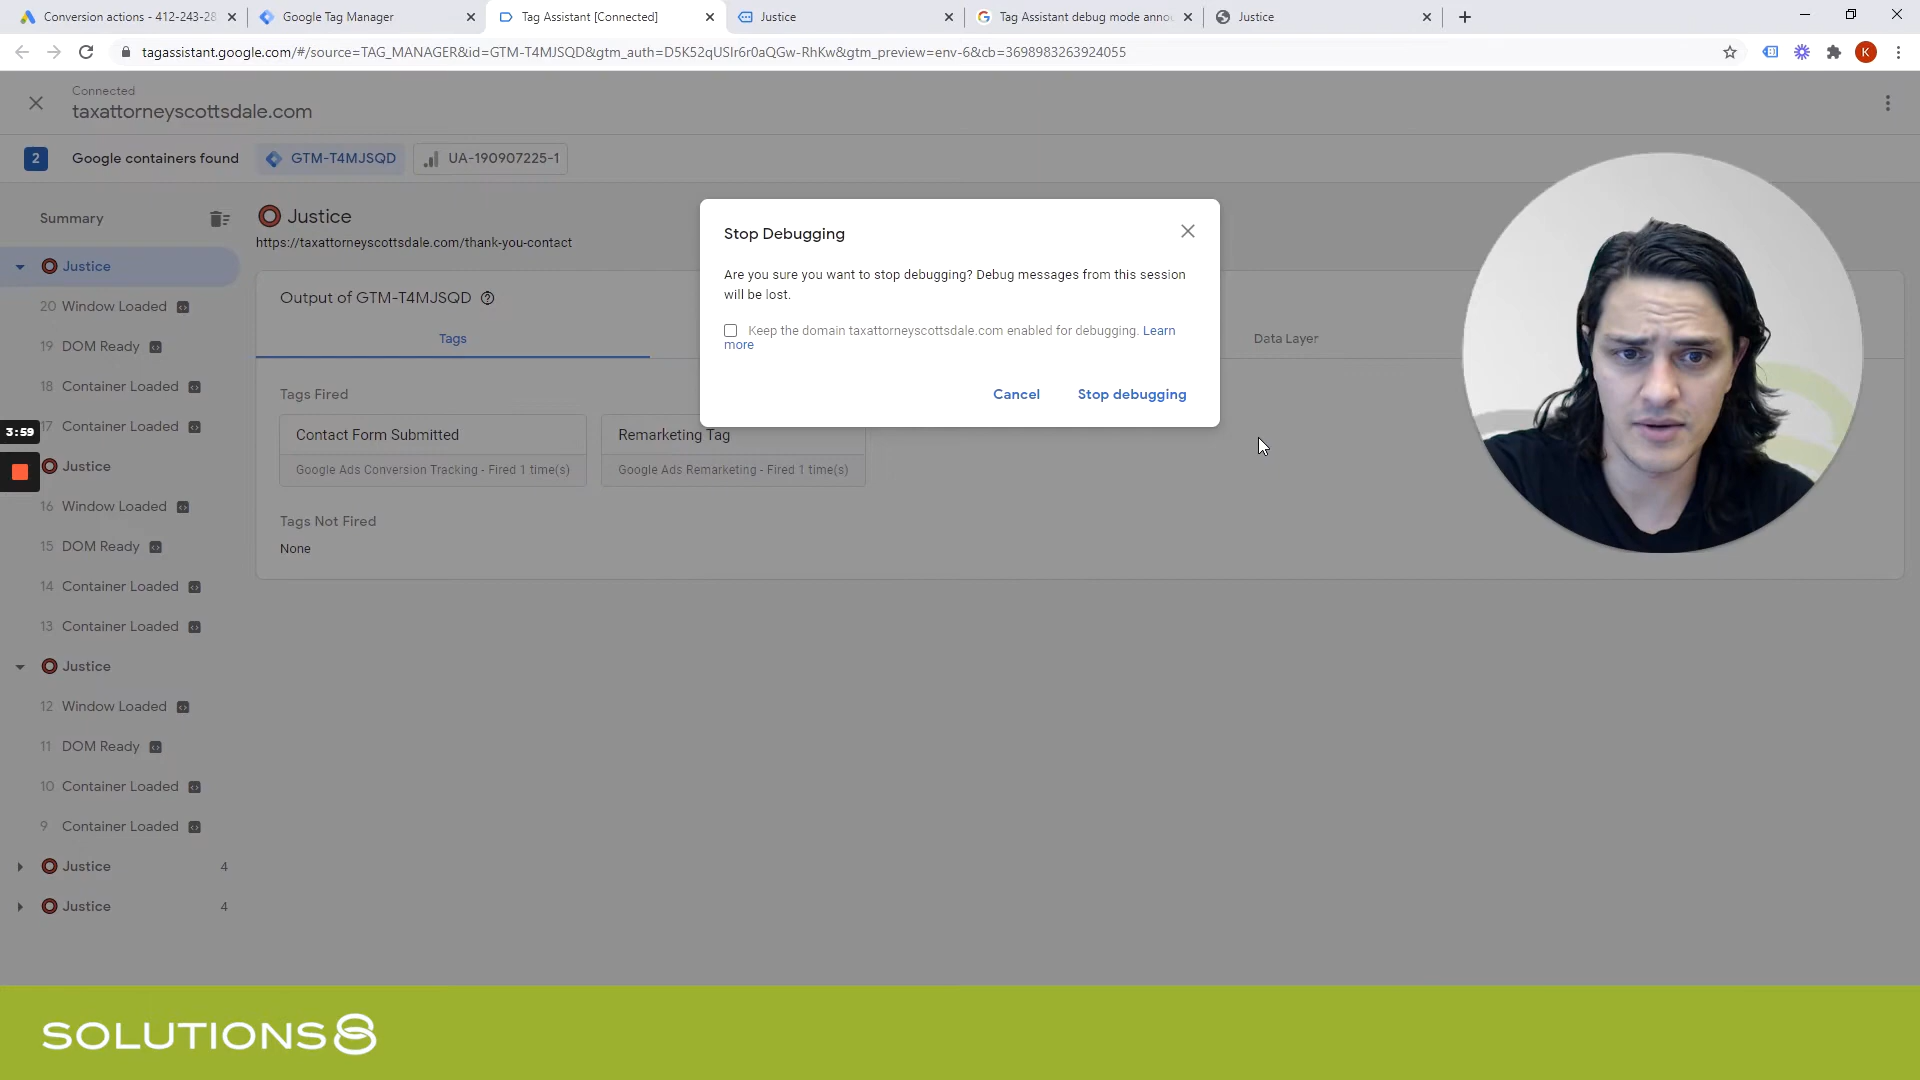 Conversion actions - 412-243-28
Google Tag Manager
Tag Assistant [Connected]
Justice
Tag Assistant debug mode annou
Justice
tagassistant.google.com/#/source=TAG_MANAGER&id=GTM-T4MJSQD&gtm_auth=D5K52qUSIr6r0aQGw-RhKw&gtm_preview=env-6&cb=3698983263924055
K
Connected
taxattorneyscottsdale.com
2 Google containers found GTM-T4MJSQD UA-190907225-1
Summary
Justice
20 Window Loaded
19 DOM Ready
18 Container Loaded
17 Container Loaded
Justice
16 Window Loaded
15 DOM Ready
14 Container Loaded
13 Container Loaded
Justice
12 Window Loaded
11 DOM Ready
10 Container Loaded
9 Container Loaded
Justice 4
Justice 4
3:59
Justice
https://taxattorneyscottsdale.com/thank-you-contact
Output of GTM-T4MJSQD
Tags
Data Layer
Tags Fired
Contact Form Submitted
Google Ads Conversion Tracking - Fired 1 time(s)
Remarketing Tag
Google Ads Remarketing - Fired 1 time(s)
Tags Not Fired
None
Stop Debugging
Are you sure you want to stop debugging? Debug messages from this session
will be lost.
Keep the domain taxattorneyscottsdale.com enabled for debugging. Learn
more
Cancel
Stop debugging
SOLUTIONS8